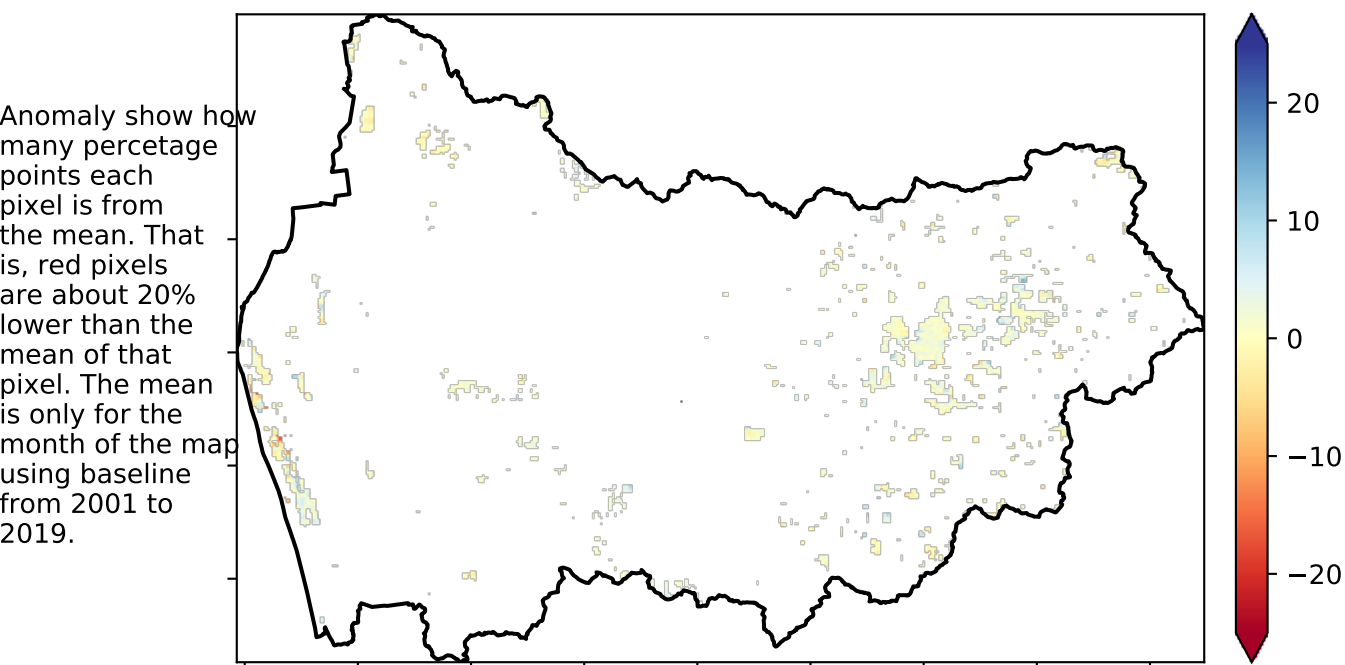 Anomaly show how
many percetage
points each
pixel is from
the mean. That
is, red pixels
are about 20%
lower than the
mean of that
pixel. The mean
is only for the
month of the map
using baseline
from 2001 to
2019.
20
10
0
−10
−20